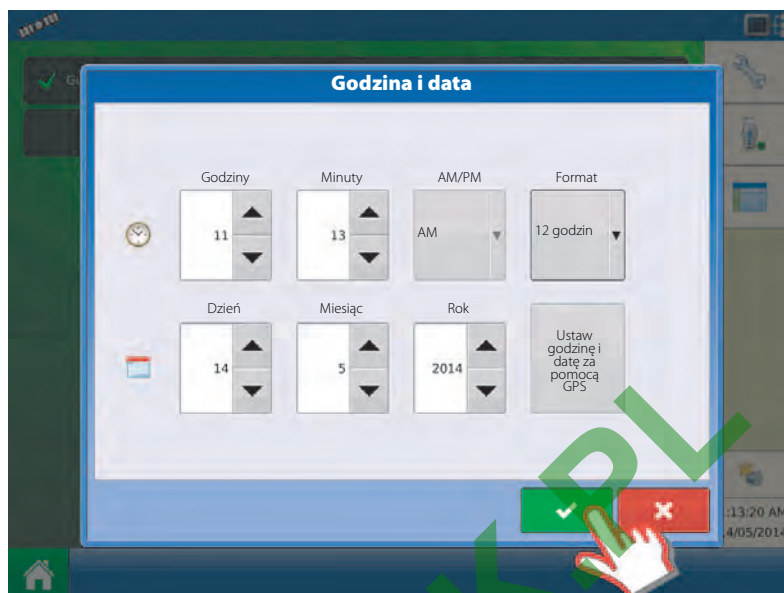 Godzina i data
Godziny Minuty AM/PM Format
11 13 AM 12 godzin
Dzień Miesiąc Rok
14 5 2014
Ustaw
godzinę i
datę za
pomocą
GPS
:13:20 AM
4/05/2014
K.PL